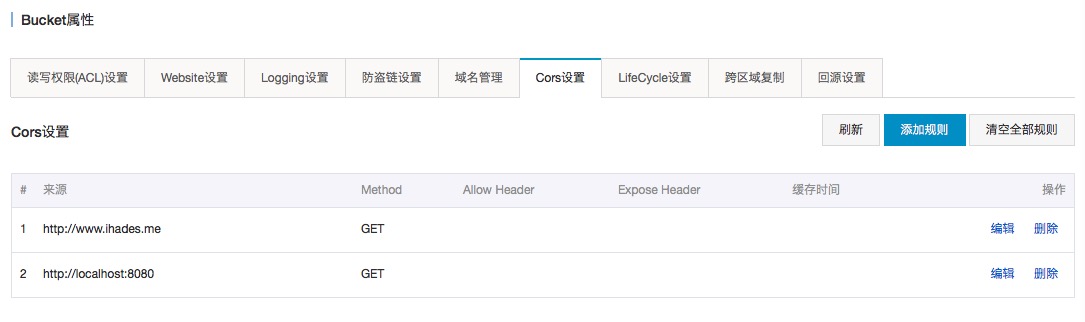 Bucket属性
读写权限(ACL)设置 Website设置 Logging设置 防盗链设置 域名管理 Cors设置 LifeCycle设置 跨区域复制 回源设置
Cors设置 刷新 添加规则 清空全部规则
# 来源 Method Allow Header Expose Header 缓存时间 操作
1 http://www.ihades.me GET 编辑 删除
2 http://localhost:8080 GET 编辑 删除